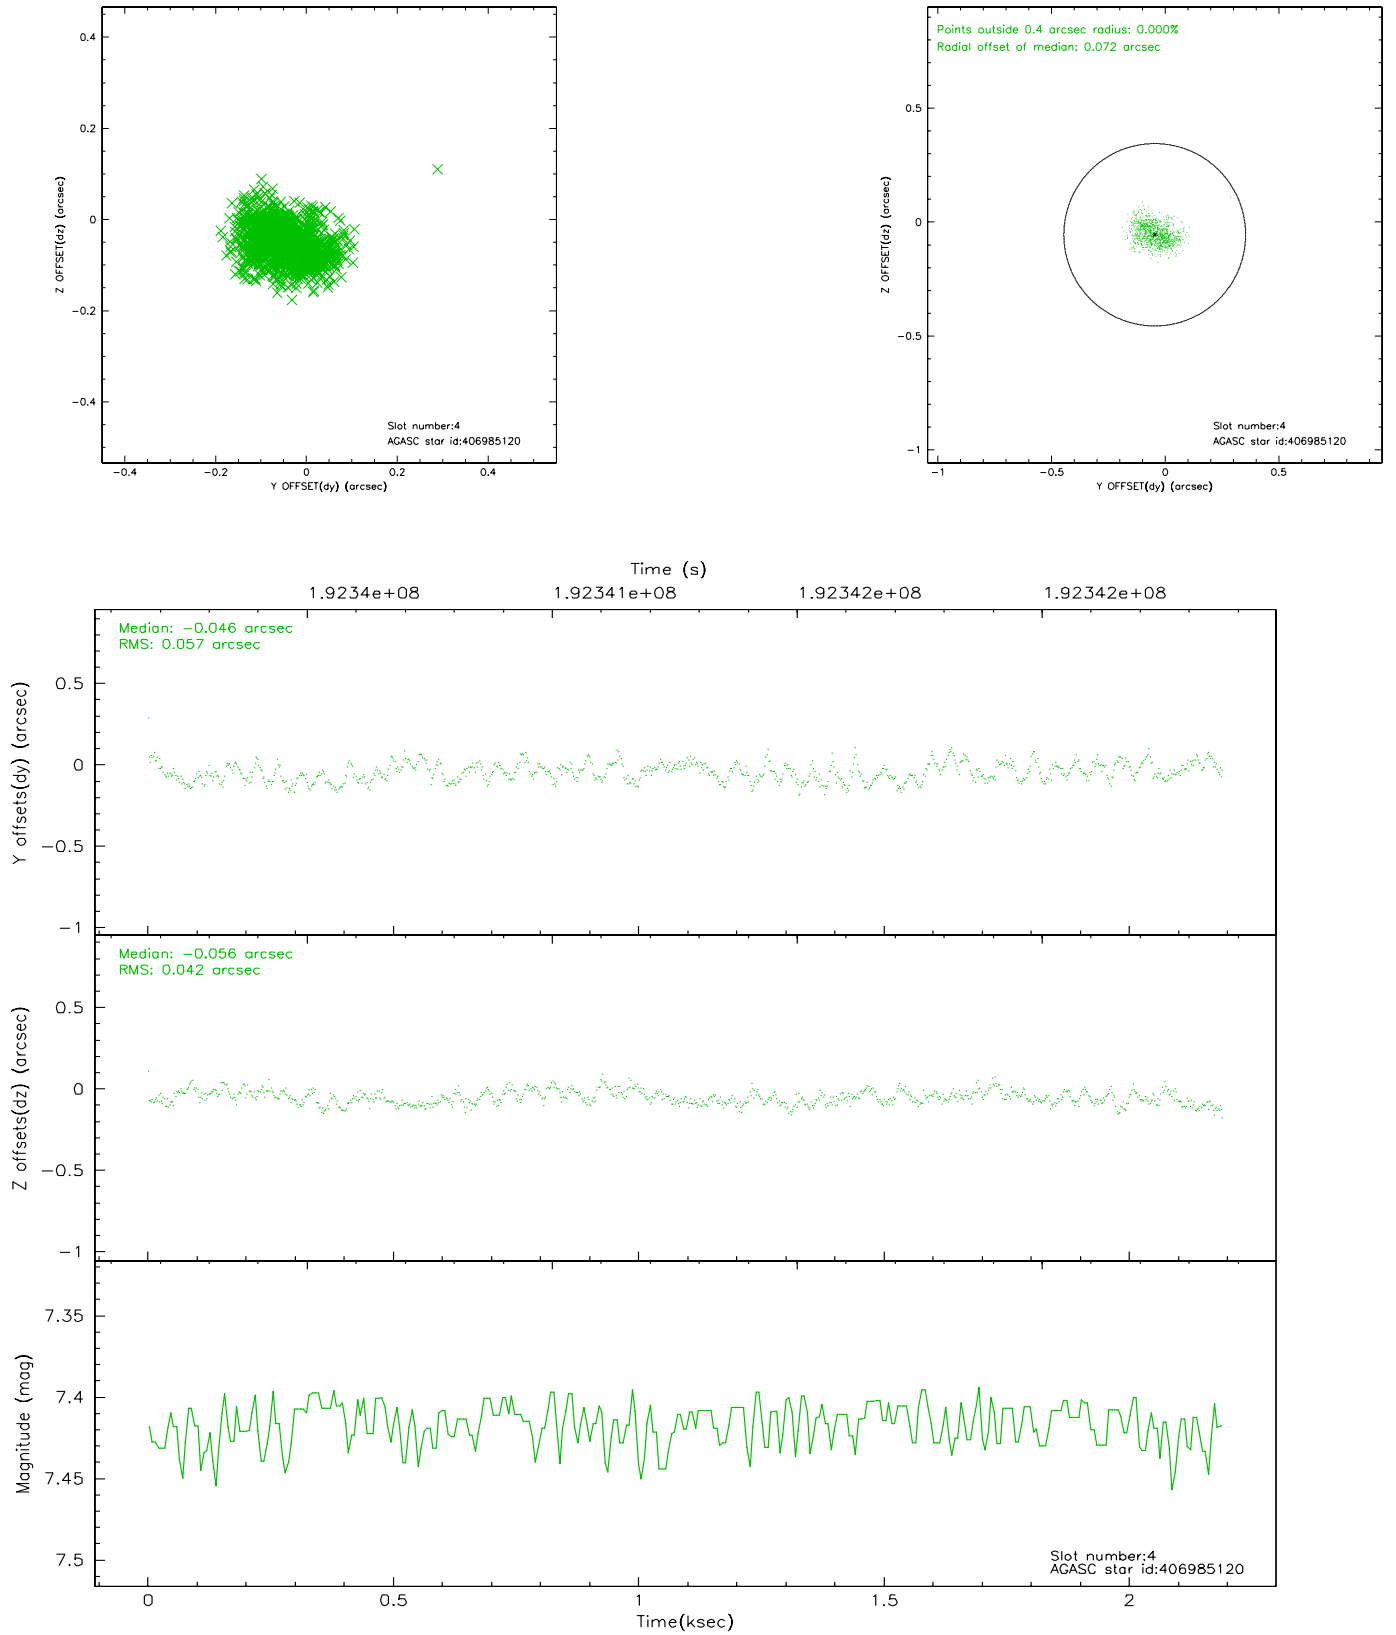 0.4
0.2
0
−0.2
−0.4
Z OFFSET(dz) (arcsec)
Slot number:4
AGASC star id:406985120
−0.4 −0.2 0 0.2 0.4
Y OFFSET(dy) (arcsec)
Points outside 0.4 arcsec radius: 0.000%
Radial offset of median: 0.072 arcsec
0.5
0
−0.5
−1
Z OFFSET(dz) (arcsec)
Slot number:4
AGASC star id:406985120
−1 −0.5 0 0.5
Y OFFSET(dy) (arcsec)
Time (s)
1.9234e+08 1.92341e+08 1.92342e+08 1.92342e+08
Median: −0.046 arcsec
RMS: 0.057 arcsec
0.5
0
−0.5
−1
Y offsets(dy) (arcsec)
Median: −0.056 arcsec
RMS: 0.042 arcsec
0.5
0
−0.5
−1
Z offsets(dz) (arcsec)
7.35
7.4
7.45
7.5
Magnitude (mag)
Slot number:4
AGASC star id:406985120
0 0.5 1 1.5 2
Time(ksec)